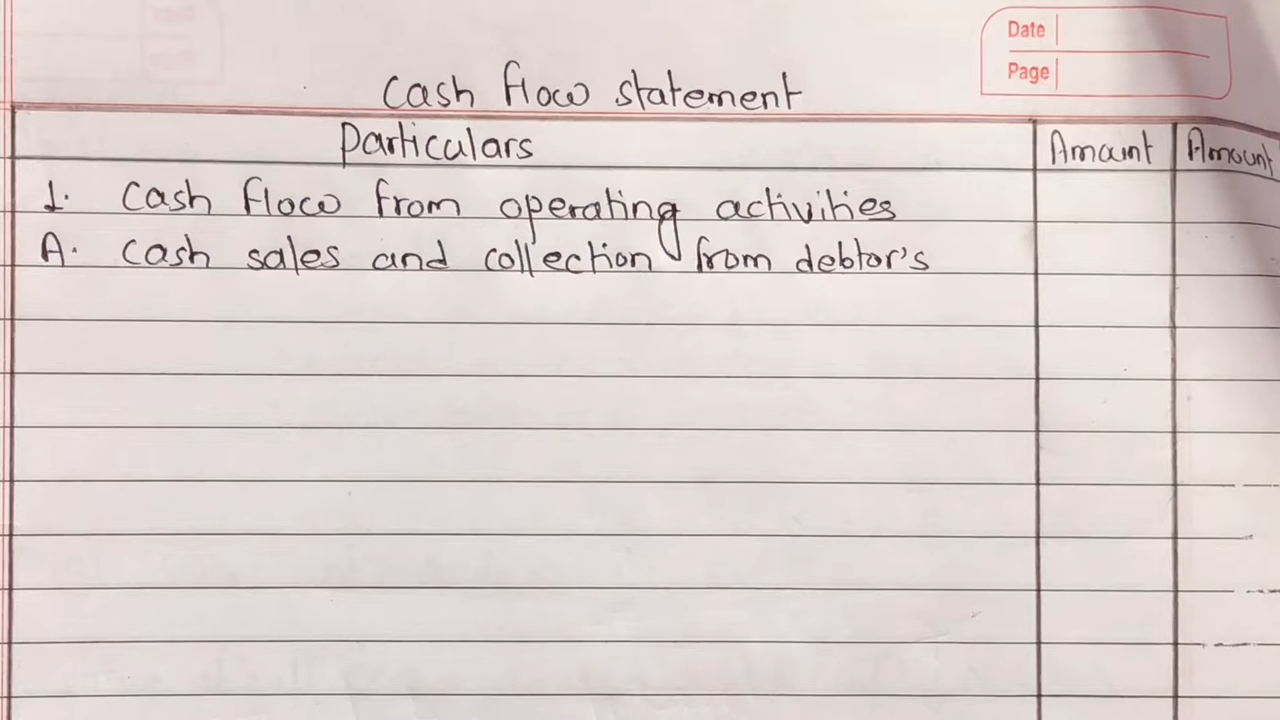 Date
Page
Cash flow statement
Particulars Amount Amount
1. Cash flow from operating activities
A. Cash sales and collection from debtor's